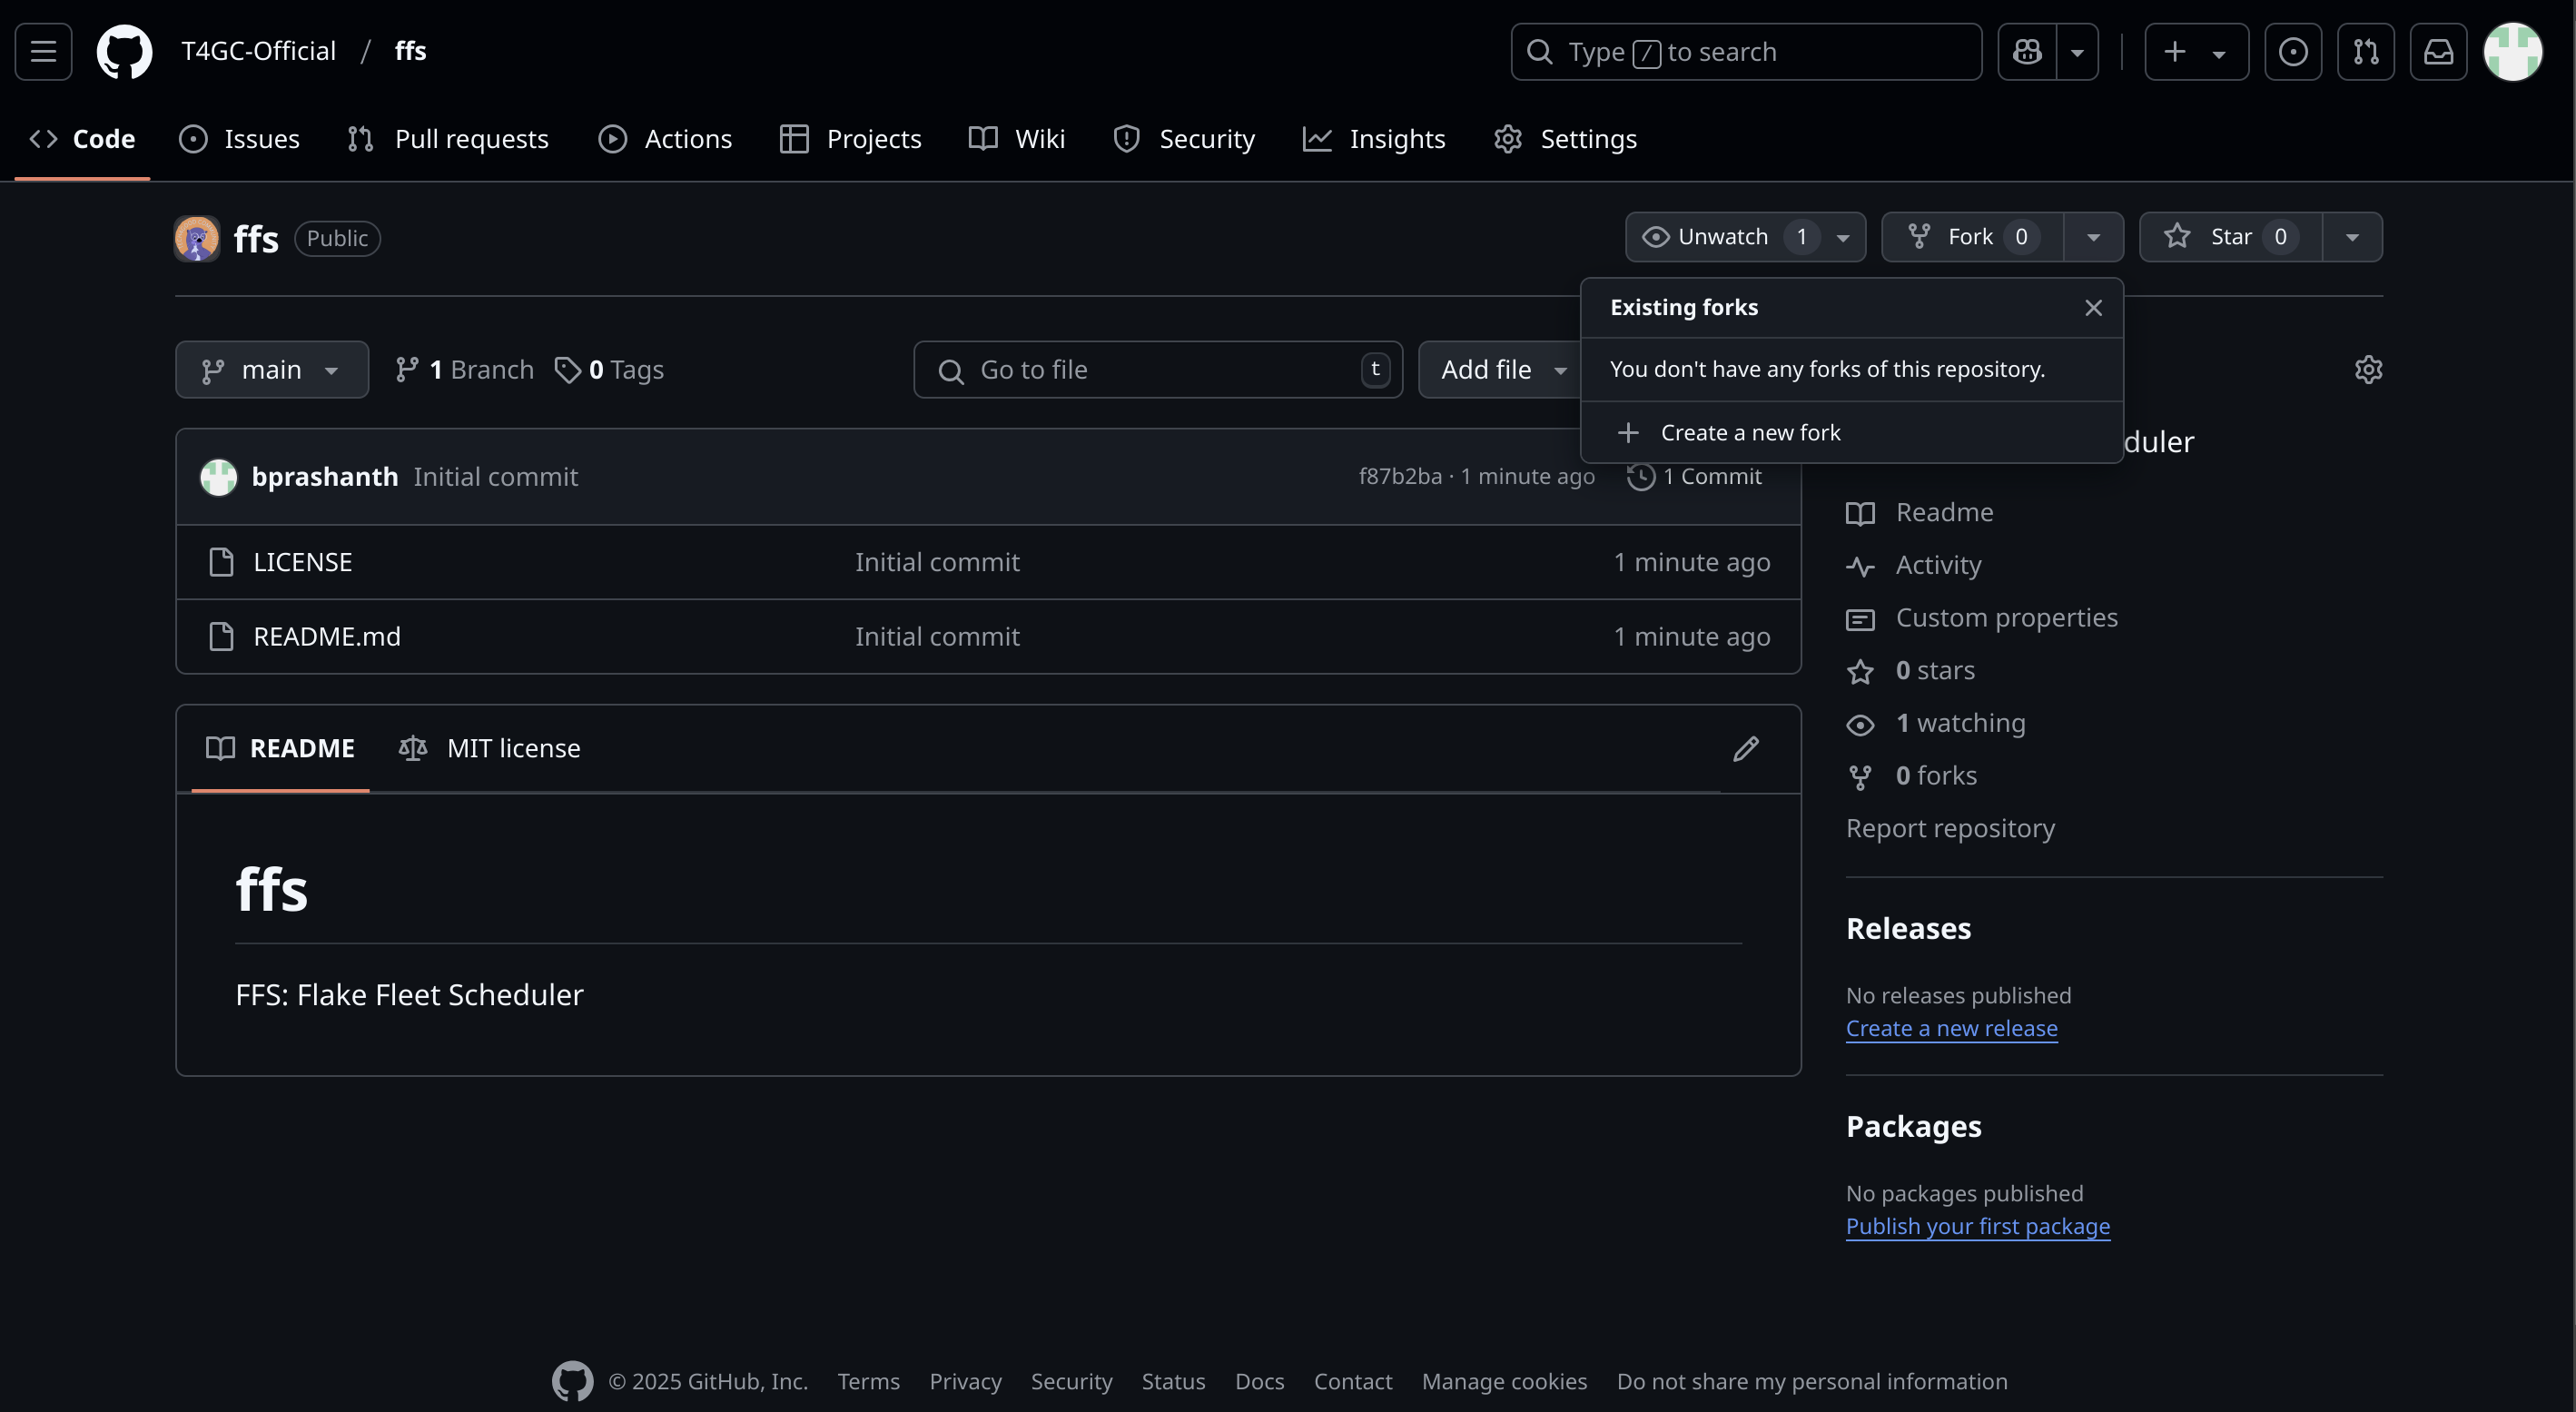 T4GC-Official / ffs
Type / to search
Code Issues Pull requests Actions Projects Wiki Security Insights Settings
ffs Public
Unwatch 1 Fork 0 Star 0
Existing forks
You don't have any forks of this repository.
Create a new fork
main 1 Branch 0 Tags Go to file t Add file
duler
bprashanth Initial commit f87b2ba · 1 minute ago 1 Commit
LICENSE Initial commit 1 minute ago
README.md Initial commit 1 minute ago
README MIT license
ffs
FFS: Flake Fleet Scheduler
Readme
Activity
Custom properties
0 stars
1 watching
0 forks
Report repository
Releases
No releases published
Create a new release
Packages
No packages published
Publish your first package
© 2025 GitHub, Inc. Terms Privacy Security Status Docs Contact Manage cookies Do not share my personal information